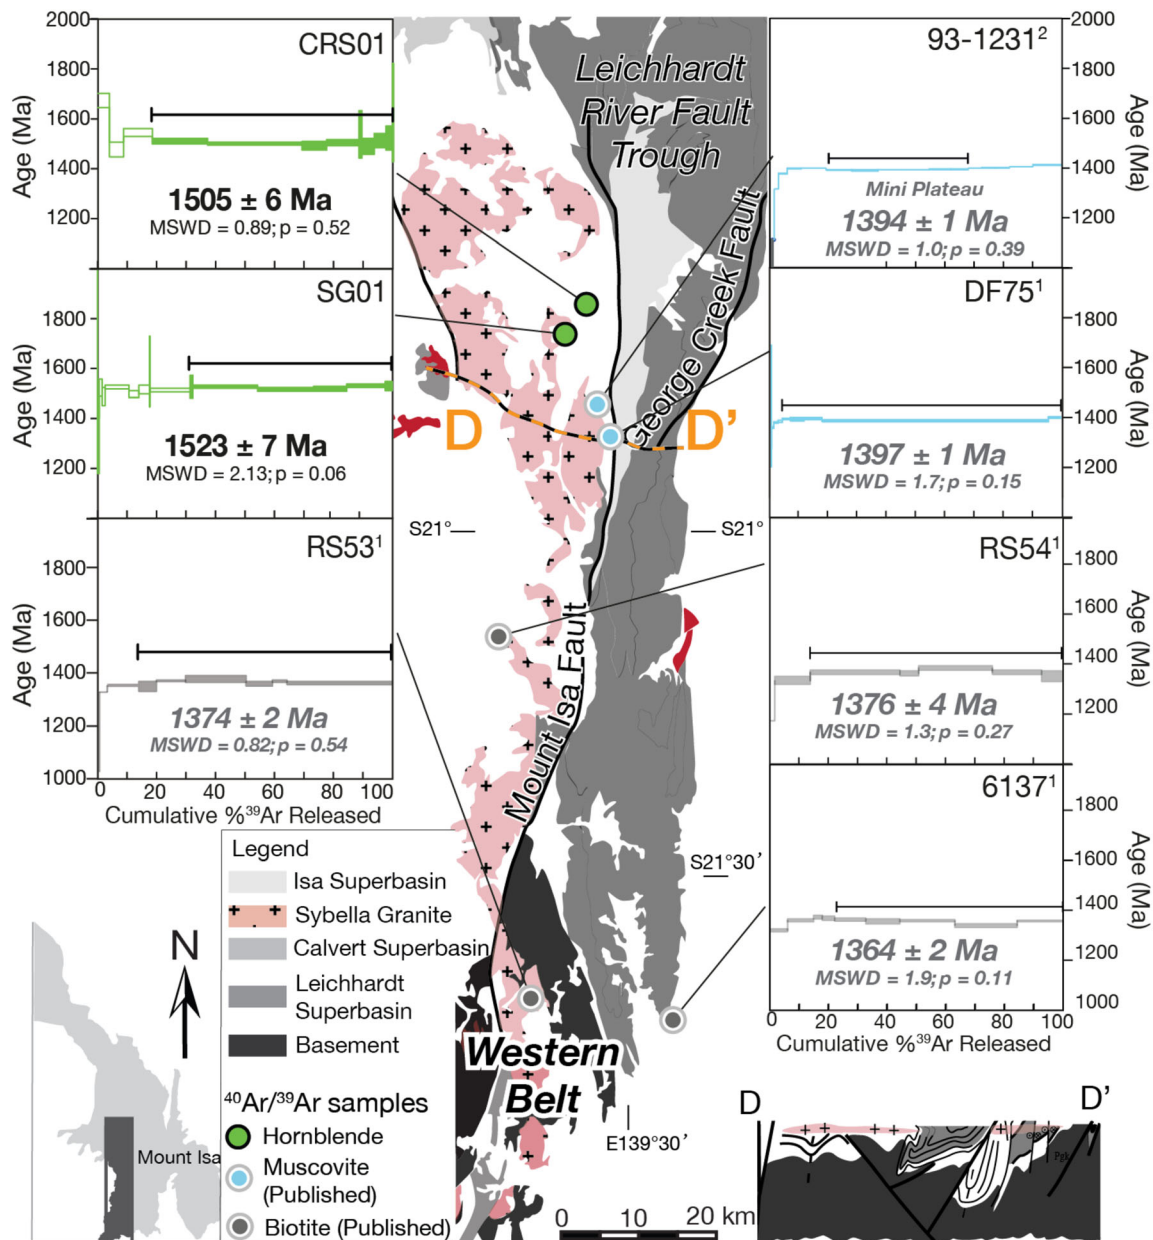 2000
1800
1600
1400
1200
Age (Ma)
CRS01
1505 ± 6 Ma
MSWD = 0.89; p = 0.52
1800
1600
1400
1200
Age (Ma)
SG01
1523 ± 7 Ma
MSWD = 2.13; p = 0.06
1800
1600
1400
1200
1000
Age (Ma)
RS53¹
1374 ± 2 Ma
MSWD = 0.82; p = 0.54
0 20 40 60 80 100
Cumulative %³⁹Ar Released
Leichhardt
River Fault
Trough
George Creek Fault
D D’
S21° S21°
Mount Isa Fault
S21°30’
Western
Belt
E139°30’
0 10 20 km
2000
1800
1600
1400
1200
Age (Ma)
93-1231²
Mini Plateau
1394 ± 1 Ma
MSWD = 1.0; p = 0.39
1800
1600
1400
1200
Age (Ma)
DF75¹
1397 ± 1 Ma
MSWD = 1.7; p = 0.15
1800
1600
1400
1200
Age (Ma)
RS54¹
1376 ± 4 Ma
MSWD = 1.3; p = 0.27
1800
1600
1400
1200
1000
Age (Ma)
6137¹
1364 ± 2 Ma
MSWD = 1.9; p = 0.11
0 20 40 60 80 100
Cumulative %³⁹Ar Released
Legend
Isa Superbasin
Sybella Granite
Calvert Superbasin
Leichhardt
Superbasin
Basement
⁴⁰Ar/³⁹Ar samples
Hornblende
Muscovite
(Published)
Biotite (Published)
N
Mount Isa
D D’
Pgk